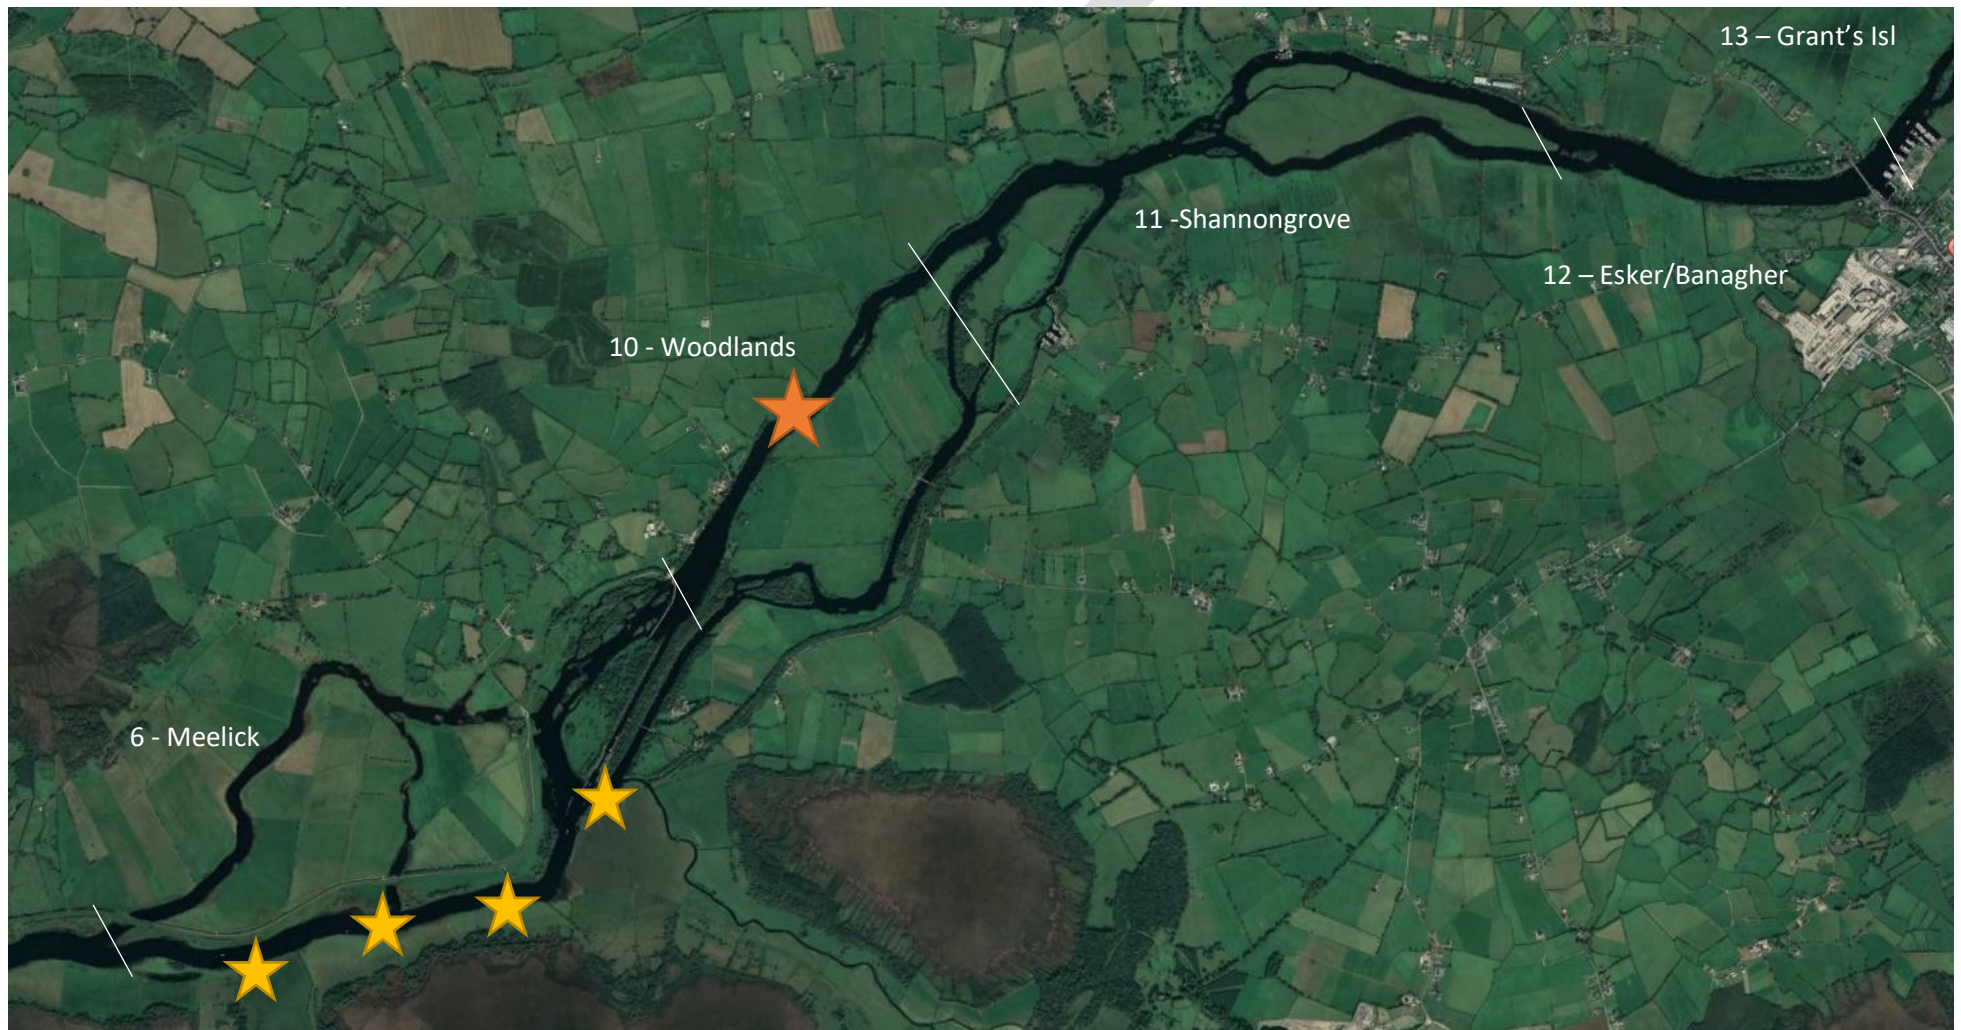 13 – Grant's Isl
11 -Shannongrove
12 – Esker/Banagher
10 - Woodlands
6 - Meelick